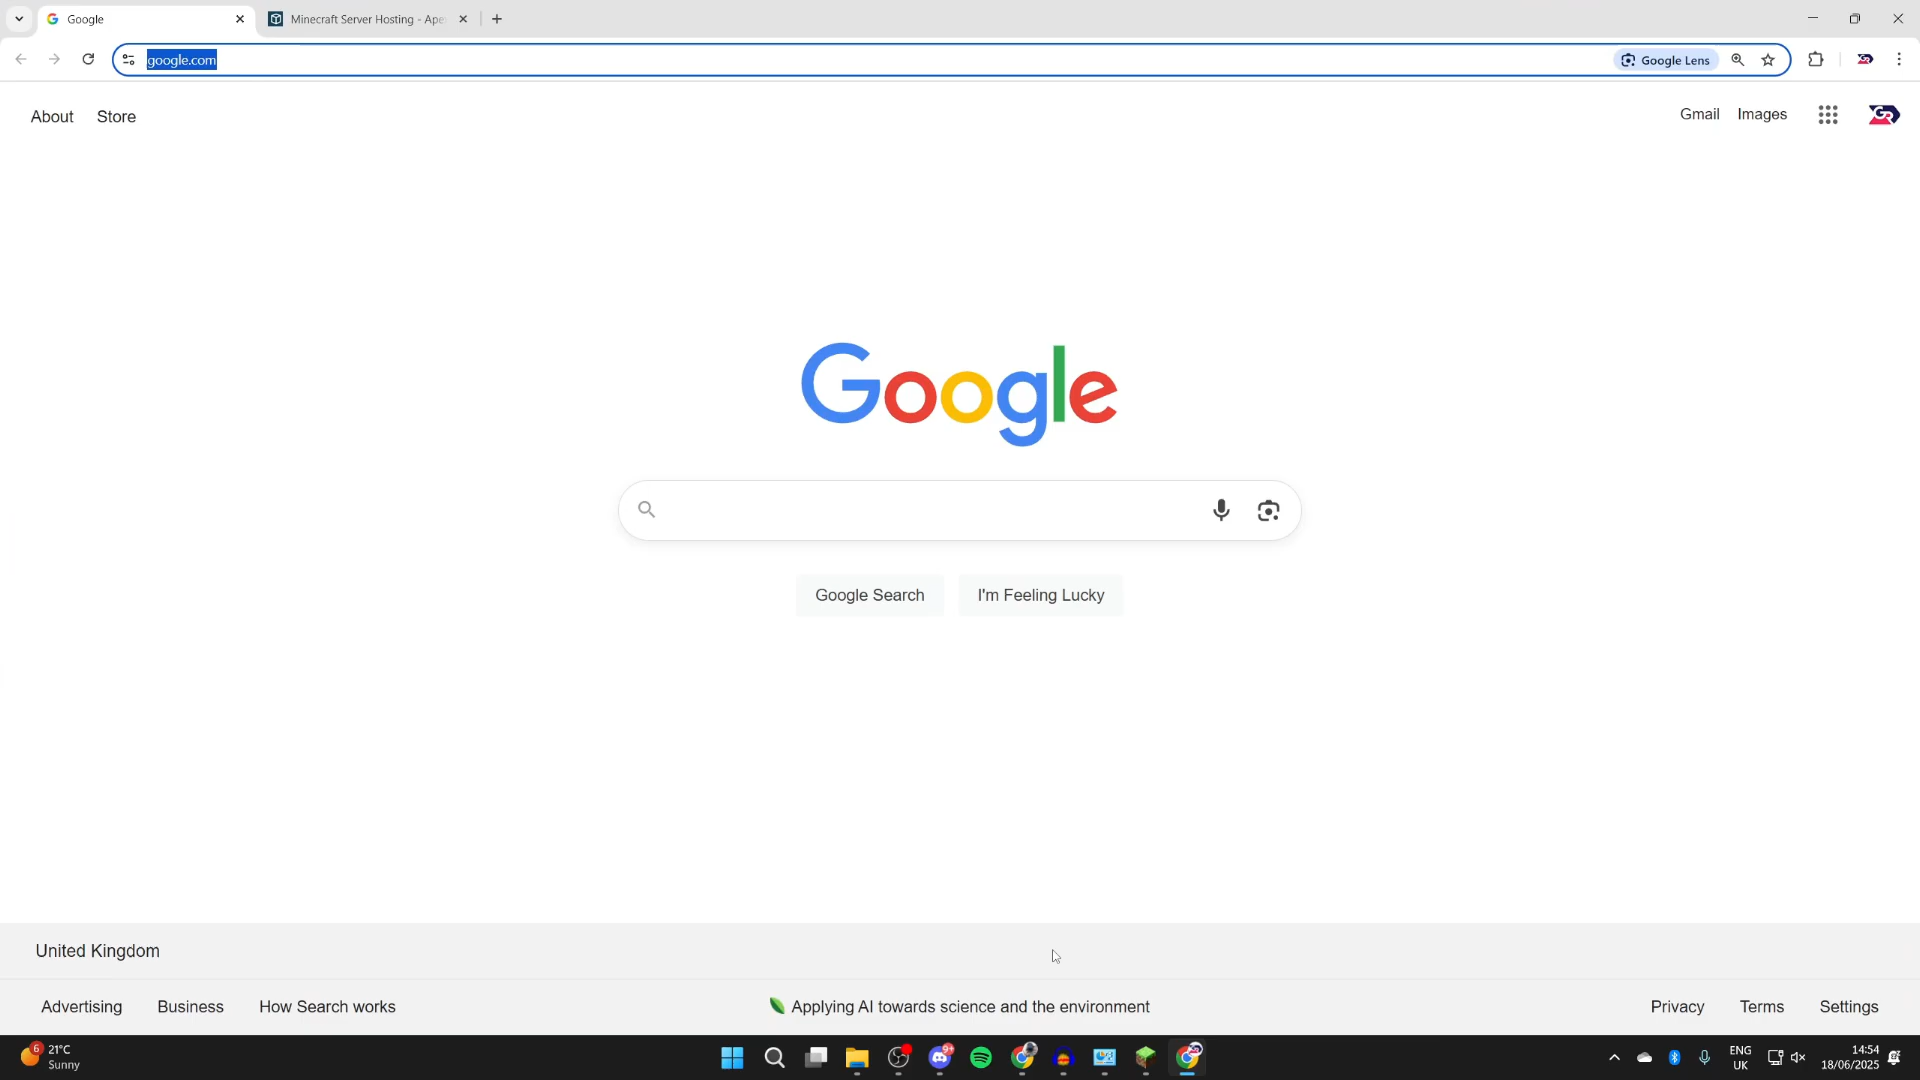 Google
Minecraft Server Hosting - Ape
google.com
Google Lens
About
Store
Gmail
Images
Google
Google Search
I'm Feeling Lucky
United Kingdom
Advertising
Business
How Search works
Applying AI towards science and the environment
Privacy
Terms
Settings
6
21°C
Sunny
9+
ENG
UK
14:54
18/06/2025